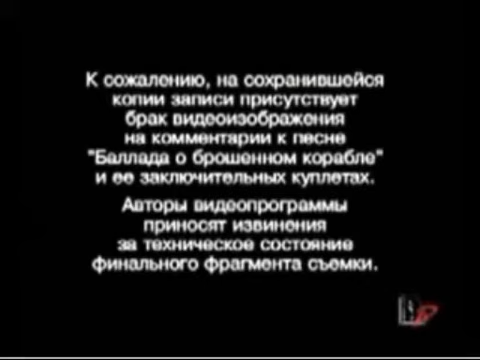 К сожалению, на сохранившейся
копии записи присутствует
брак видеоизображения
на комментарии к песне
"Баллада о брошенном корабле"
и ее заключительных куплетах.
Авторы видеопрограммы
приносят извинения
за техническое состояние
финального фрагмента съемки.